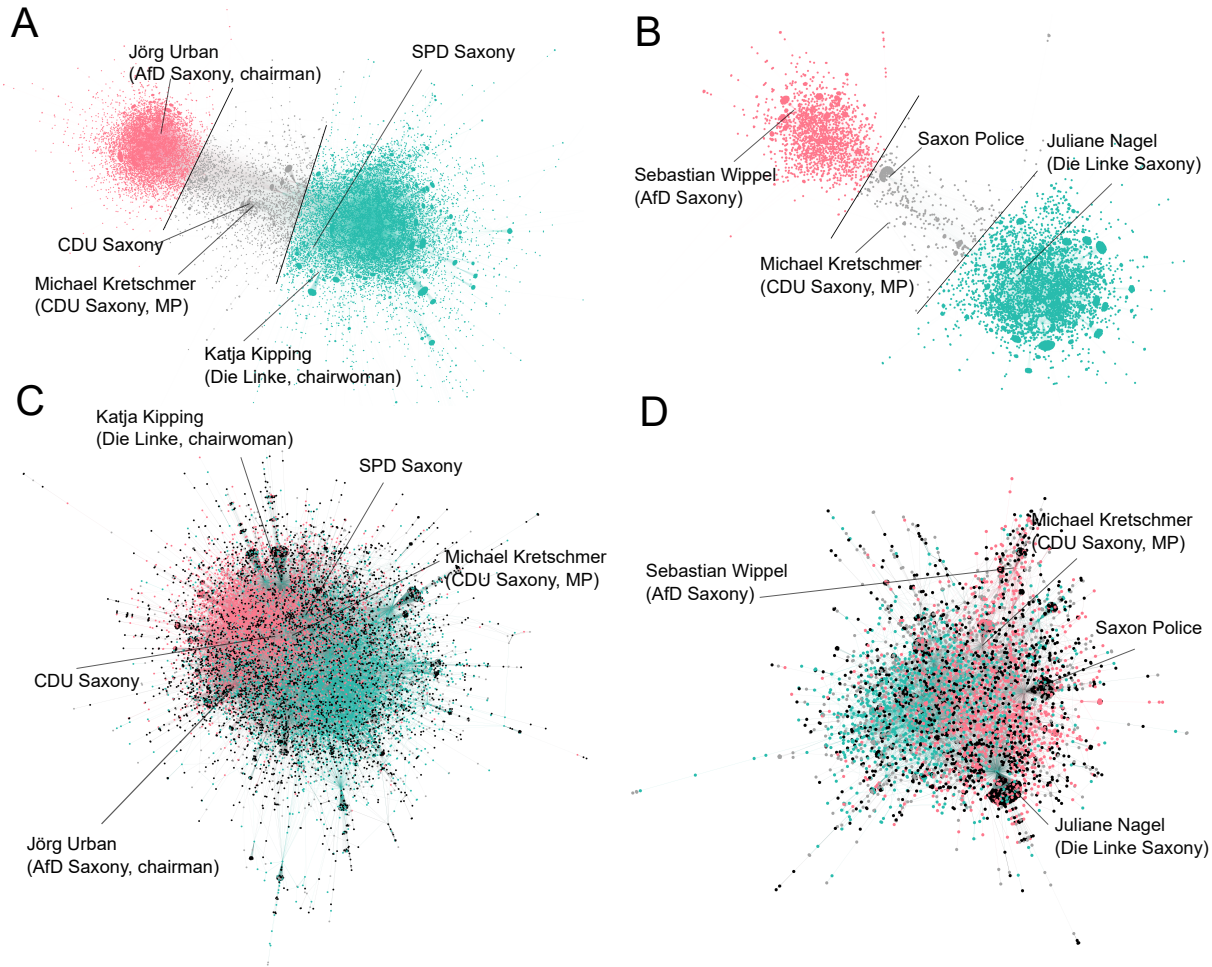 A
Jörg Urban
(AfD Saxony, chairman)
SPD Saxony
CDU Saxony
Michael Kretschmer
(CDU Saxony, MP)
Katja Kipping
(Die Linke, chairwoman)
B
Saxon Police
Juliane Nagel
(Die Linke Saxony)
Sebastian Wippel
(AfD Saxony)
Michael Kretschmer
(CDU Saxony, MP)
C
Katja Kipping
(Die Linke, chairwoman)
SPD Saxony
Michael Kretschmer
(CDU Saxony, MP)
CDU Saxony
Jörg Urban
(AfD Saxony, chairman)
D
Michael Kretschmer
(CDU Saxony, MP)
Sebastian Wippel
(AfD Saxony)
Saxon Police
Juliane Nagel
(Die Linke Saxony)